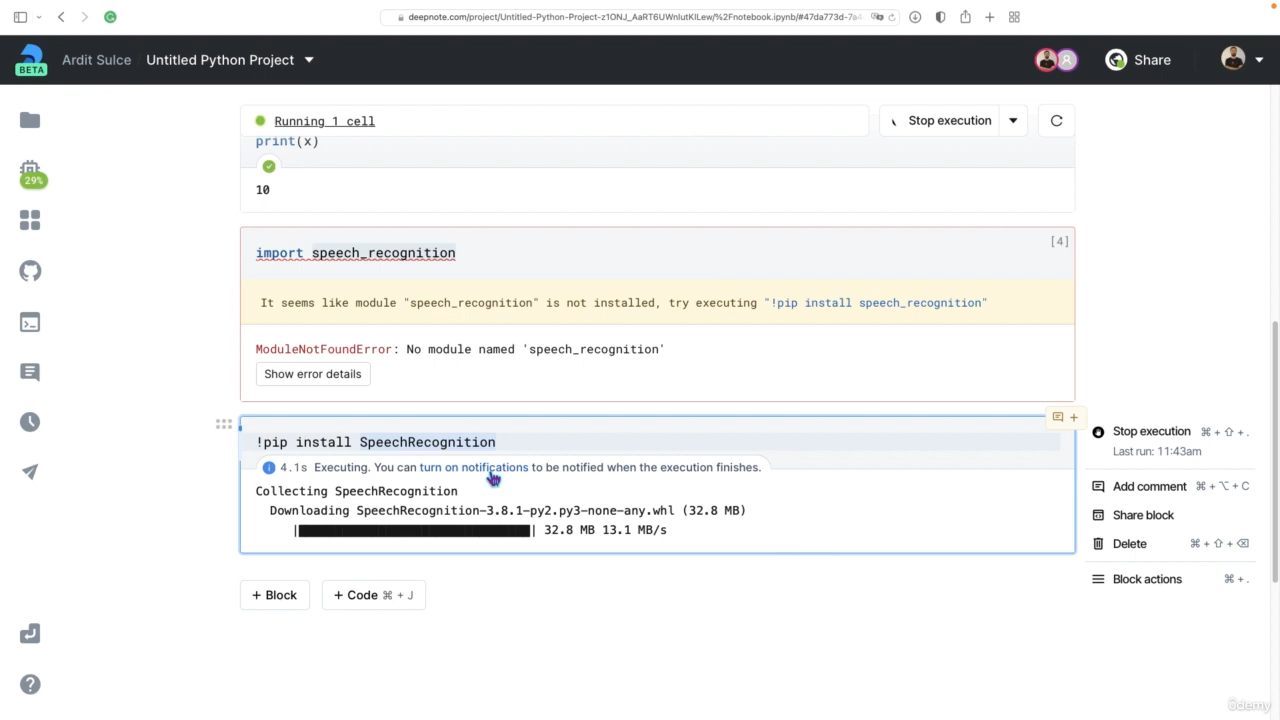 deepnote.com/project/Untitled-Python-Project-z1ONJ_AaRT6UWnlutKlLew/%2Fnotebook.ipynb/#47da773d-7a4
BETA
Ardit Sulce / Untitled Python Project
Share
Running 1 cell
Stop execution
print(x)
29%
10
[4]
import speech_recognition
It seems like module "speech_recognition" is not installed, try executing "!pip install speech_recognition"
ModuleNotFoundError: No module named 'speech_recognition'
Show error details
!pip install SpeechRecognition
4.1s Executing. You can turn on notifications to be notified when the execution finishes.
Collecting SpeechRecognition
Downloading SpeechRecognition-3.8.1-py2.py3-none-any.whl (32.8 MB)
|████████████████████████████████| 32.8 MB 13.1 MB/s
Stop execution ⌘ + ⇧ + .
Last run: 11:43am
Add comment ⌘ + ⌥ + C
Share block
Delete ⌘ + ⇧ + ⌫
Block actions ⌘ + .
+ Block
+ Code ⌘ + J
ûdemy